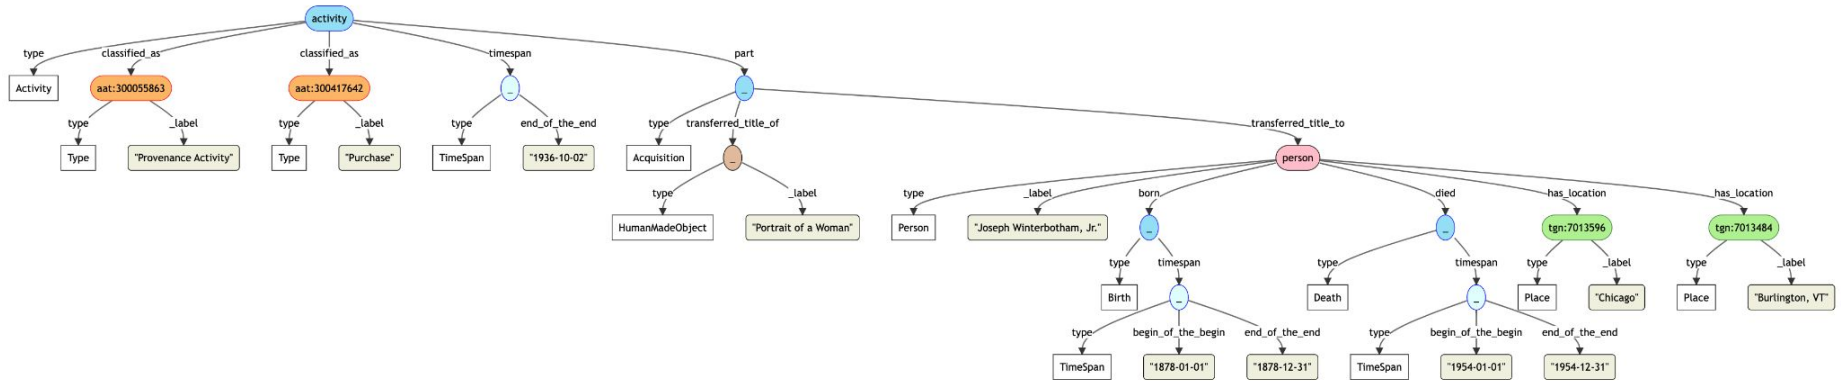 activity
type classified_as classified_as timespan part
Activity aat:300055863 aat:300417642 _ _
type _label type _label type end_of_the_end type transferred_title_of transferred_title_to
Type "Provenance Activity" Type "Purchase" TimeSpan "1936-10-02" Acquisition _ person
type _label type _label born died has_location has_location
HumanMadeObject "Portrait of a Woman" Person "Joseph Winterbotham, Jr." _ _ tgn:7013596 tgn:7013484
type timespan type timespan type _label type _label
Birth _ Death _ Place "Chicago" Place "Burlington, VT"
type begin_of_the_begin end_of_the_end type begin_of_the_begin end_of_the_end
TimeSpan "1878-01-01" "1878-12-31" TimeSpan "1954-01-01" "1954-12-31"